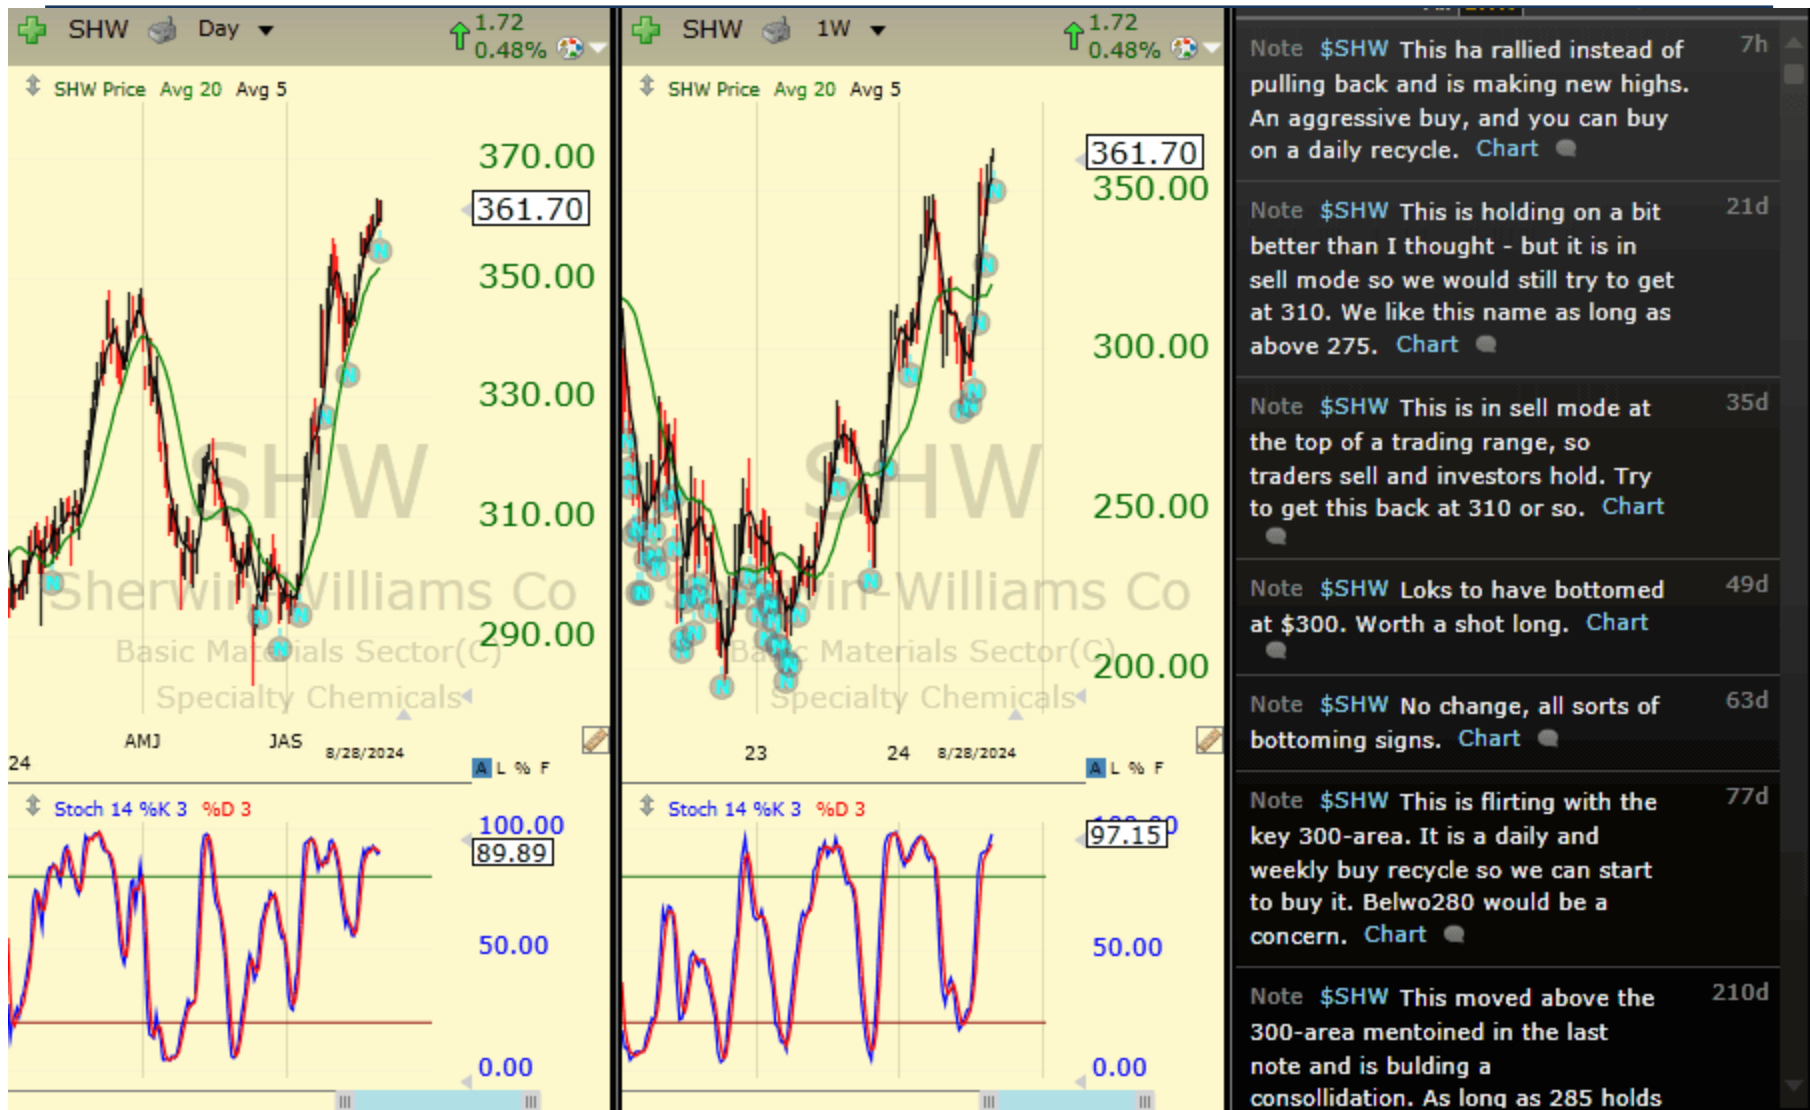 SHW Day 1.72
0.48%
SHW Price Avg 20 Avg 5
370.00
361.70
350.00
330.00
310.00
290.00
SHW
Sherwin-Williams Co
Basic Materials Sector(C)
Specialty Chemicals
24 AMJ JAS 8/28/2024
A L % F
Stoch 14 %K 3 %D 3
100.00
89.89
50.00
0.00
SHW 1W 1.72
0.48%
SHW Price Avg 20 Avg 5
361.70
350.00
300.00
250.00
200.00
SHW
Sherwin-Williams Co
Basic Materials Sector(C)
Specialty Chemicals
23 24 8/28/2024
A L % F
Stoch 14 %K 3 %D 3
100.00
97.15
50.00
0.00
Note $SHW This ha rallied instead of 7h
pulling back and is making new highs.
An aggressive buy, and you can buy
on a daily recycle. Chart
Note $SHW This is holding on a bit 21d
better than I thought - but it is in
sell mode so we would still try to get
at 310. We like this name as long as
above 275. Chart
Note $SHW This is in sell mode at 35d
the top of a trading range, so
traders sell and investors hold. Try
to get this back at 310 or so. Chart
Note $SHW Loks to have bottomed 49d
at $300. Worth a shot long. Chart
Note $SHW No change, all sorts of 63d
bottoming signs. Chart
Note $SHW This is flirting with the 77d
key 300-area. It is a daily and
weekly buy recycle so we can start
to buy it. Belwo280 would be a
concern. Chart
Note $SHW This moved above the 210d
300-area mentoined in the last
note and is bulding a
consollidation. As long as 285 holds